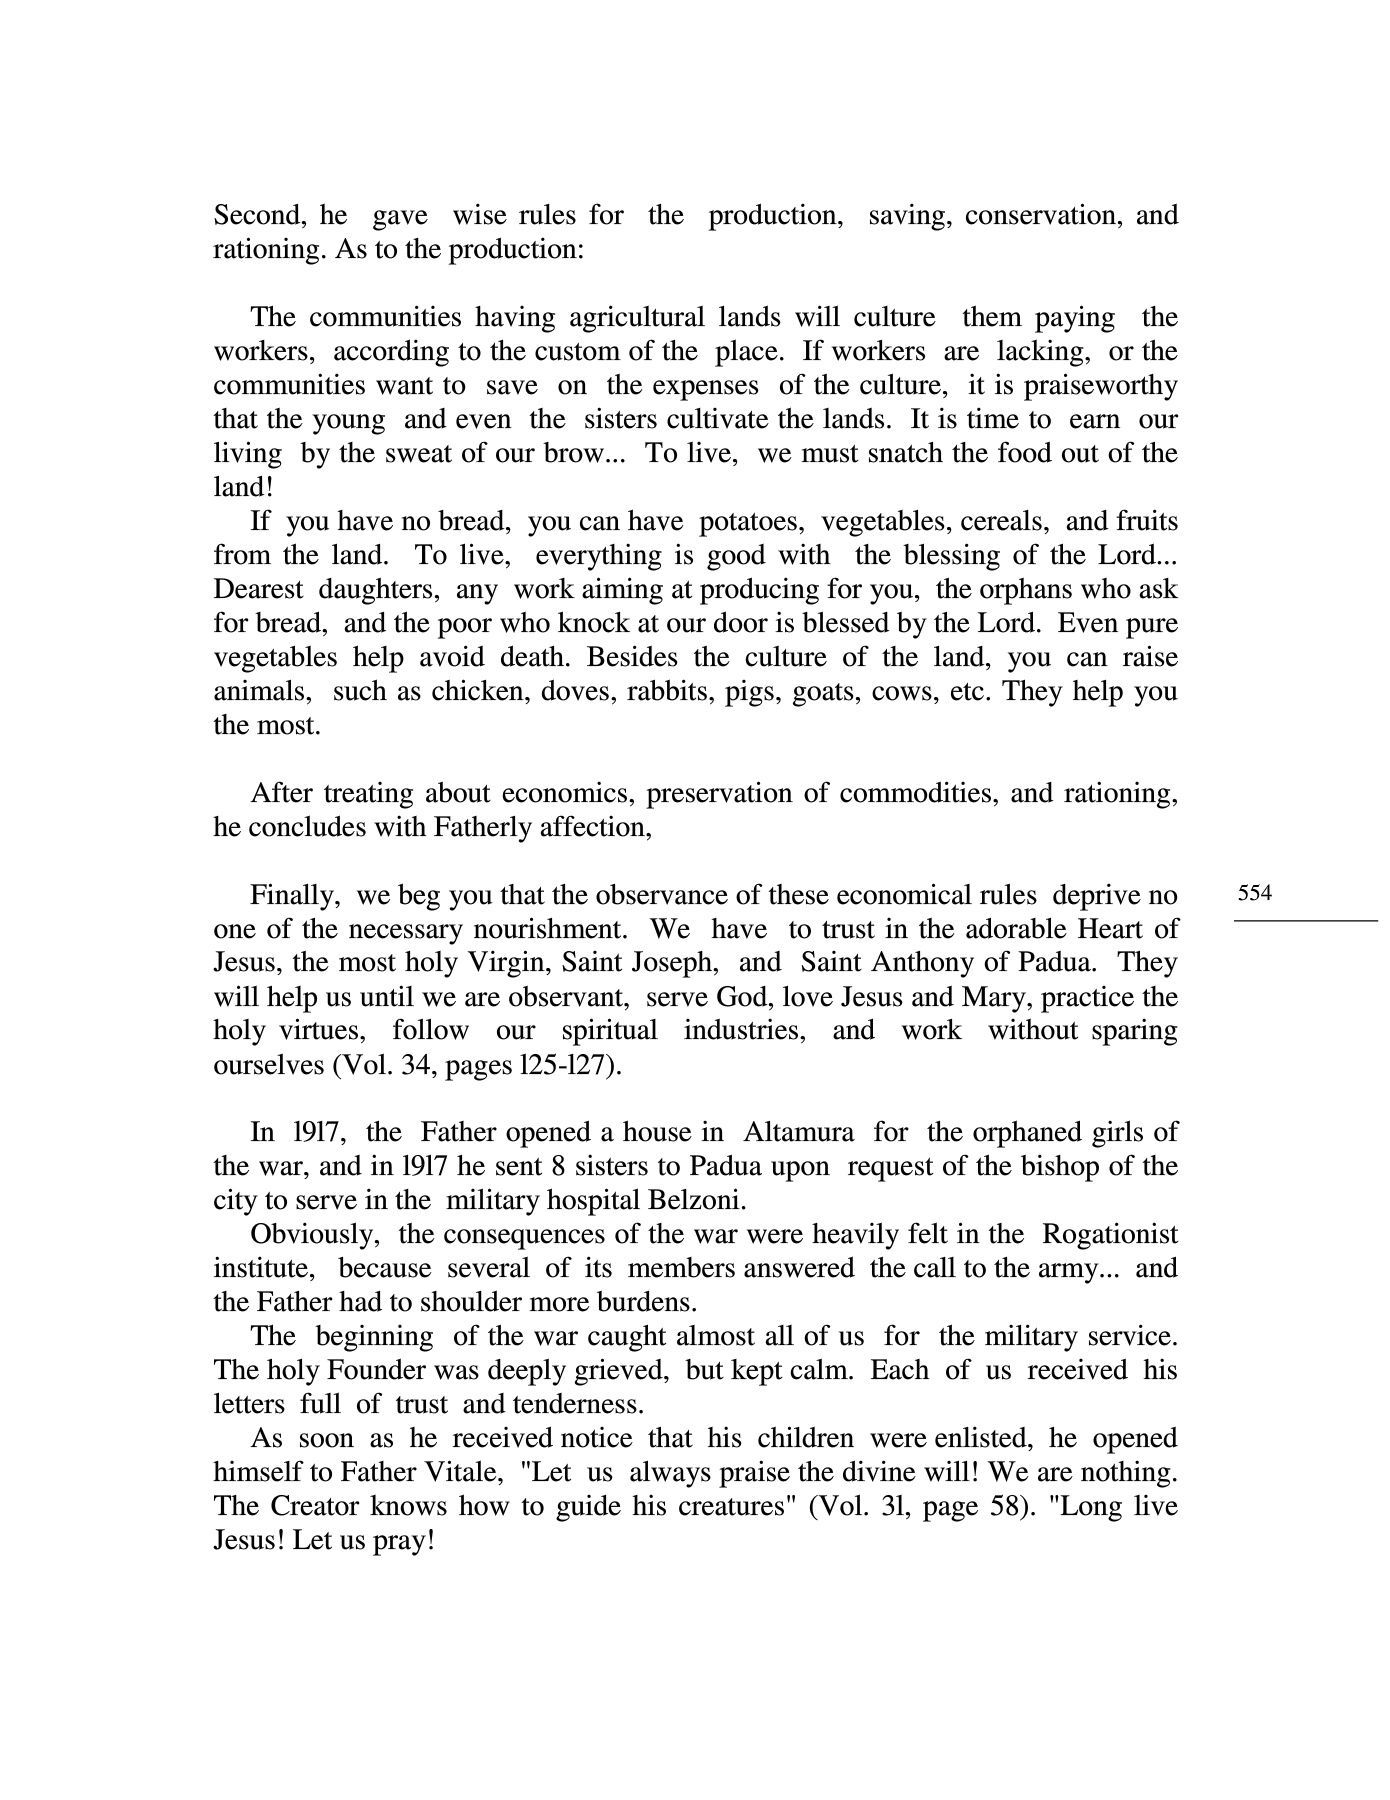 Second, he gave wise rules for the production, saving, conservation, and
rationing. As to the production:
The communities having agricultural lands will culture them paying the
workers, according to the custom of the place. If workers are lacking, or the
communities want to save on the expenses of the culture, it is praiseworthy
that the young and even the sisters cultivate the lands. It is time to earn our
living by the sweat of our brow... To live, we must snatch the food out of the
land!
If you have no bread, you can have potatoes, vegetables, cereals, and fruits
from the land. To live, everything is good with the blessing of the Lord...
Dearest daughters, any work aiming at producing for you, the orphans who ask
for bread, and the poor who knock at our door is blessed by the Lord. Even pure
vegetables help avoid death. Besides the culture of the land, you can raise
animals, such as chicken, doves, rabbits, pigs, goats, cows, etc. They help you
the most.
After treating about economics, preservation of commodities, and rationing,
he concludes with Fatherly affection,
Finally, we beg you that the observance of these economical rules deprive no
one of the necessary nourishment. We have to trust in the adorable Heart of
Jesus, the most holy Virgin, Saint Joseph, and Saint Anthony of Padua. They
will help us until we are observant, serve God, love Jesus and Mary, practice the
holy virtues, follow our spiritual industries, and work without sparing
ourselves (Vol. 34, pages l25-l27).
554
In l9l7, the Father opened a house in Altamura for the orphaned girls of
the war, and in l9l7 he sent 8 sisters to Padua upon request of the bishop of the
city to serve in the military hospital Belzoni.
Obviously, the consequences of the war were heavily felt in the Rogationist
institute, because several of its members answered the call to the army... and
the Father had to shoulder more burdens.
The beginning of the war caught almost all of us for the military service.
The holy Founder was deeply grieved, but kept calm. Each of us received his
letters full of trust and tenderness.
As soon as he received notice that his children were enlisted, he opened
himself to Father Vitale, "Let us always praise the divine will! We are nothing.
The Creator knows how to guide his creatures" (Vol. 3l, page 58). "Long live
Jesus! Let us pray!